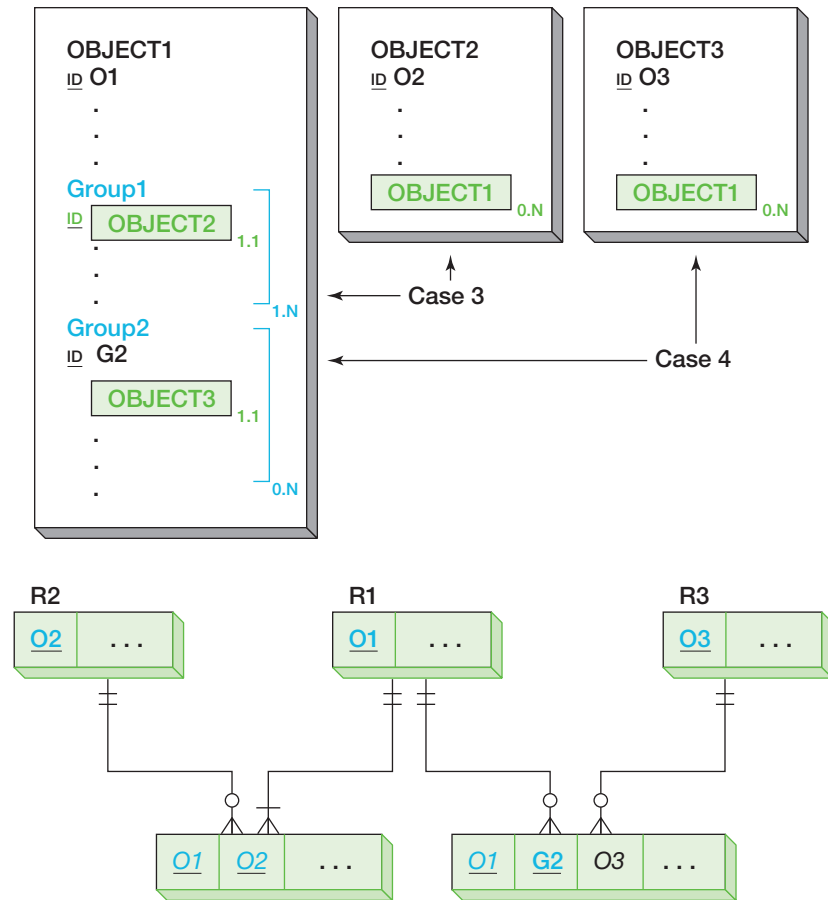 OBJECT1
ID O1
.
.
.
Group1
ID OBJECT2
1.1
.
.
.
1.N
Group2
ID G2
OBJECT3
1.1
.
.
.
0.N
OBJECT2
ID O2
.
.
.
OBJECT1
0.N
OBJECT3
ID O3
.
.
.
OBJECT1
0.N
Case 3
Case 4
R2
O2 ...
R1
O1 ...
R3
O3 ...
O1 O2 ...
O1 G2 O3 ...